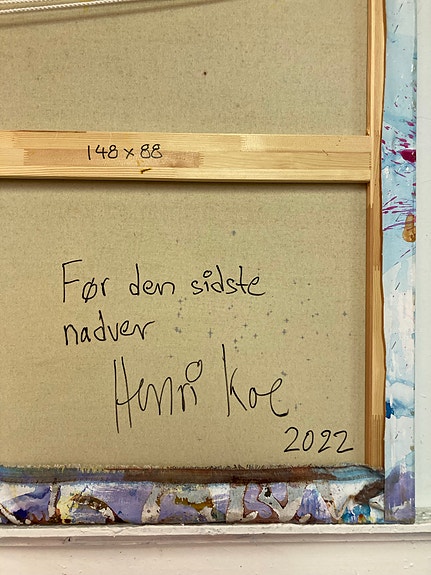 148 x 88
Før den sidste
nadver
Henri Koe
2022